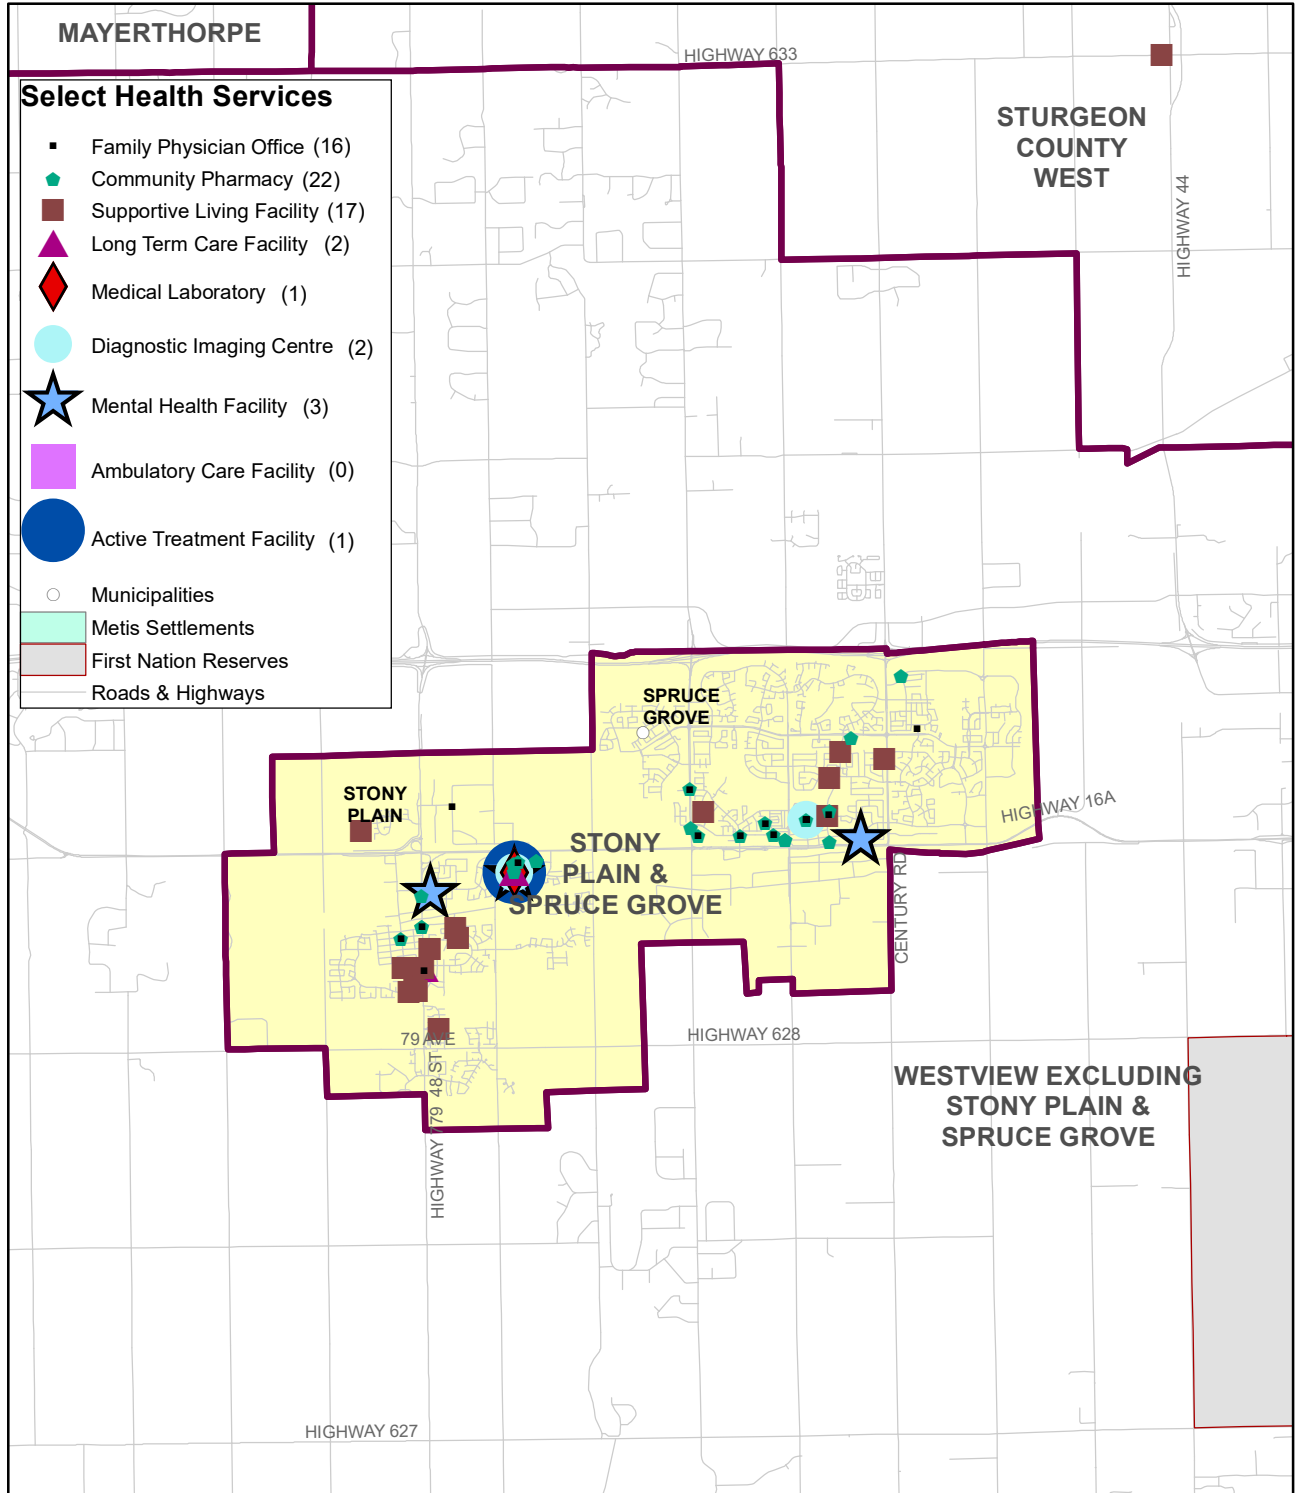 MAYERTHORPE
HIGHWAY 633
Select Health Services
Family Physician Office (16)
Community Pharmacy (22)
Supportive Living Facility (17)
Long Term Care Facility (2)
Medical Laboratory (1)
Diagnostic Imaging Centre (2)
Mental Health Facility (3)
Ambulatory Care Facility (0)
Active Treatment Facility (1)
Municipalities
Metis Settlements
First Nation Reserves
Roads & Highways
STURGEON
COUNTY
WEST
HIGHWAY 44
SPRUCE
GROVE
STONY
PLAIN
HIGHWAY 16A
STONY
PLAIN &
SPRUCE GROVE
CENTURY RD
79 AVE
HIGHWAY 779 48 ST
HIGHWAY 628
WESTVIEW EXCLUDING
STONY PLAIN &
SPRUCE GROVE
HIGHWAY 627